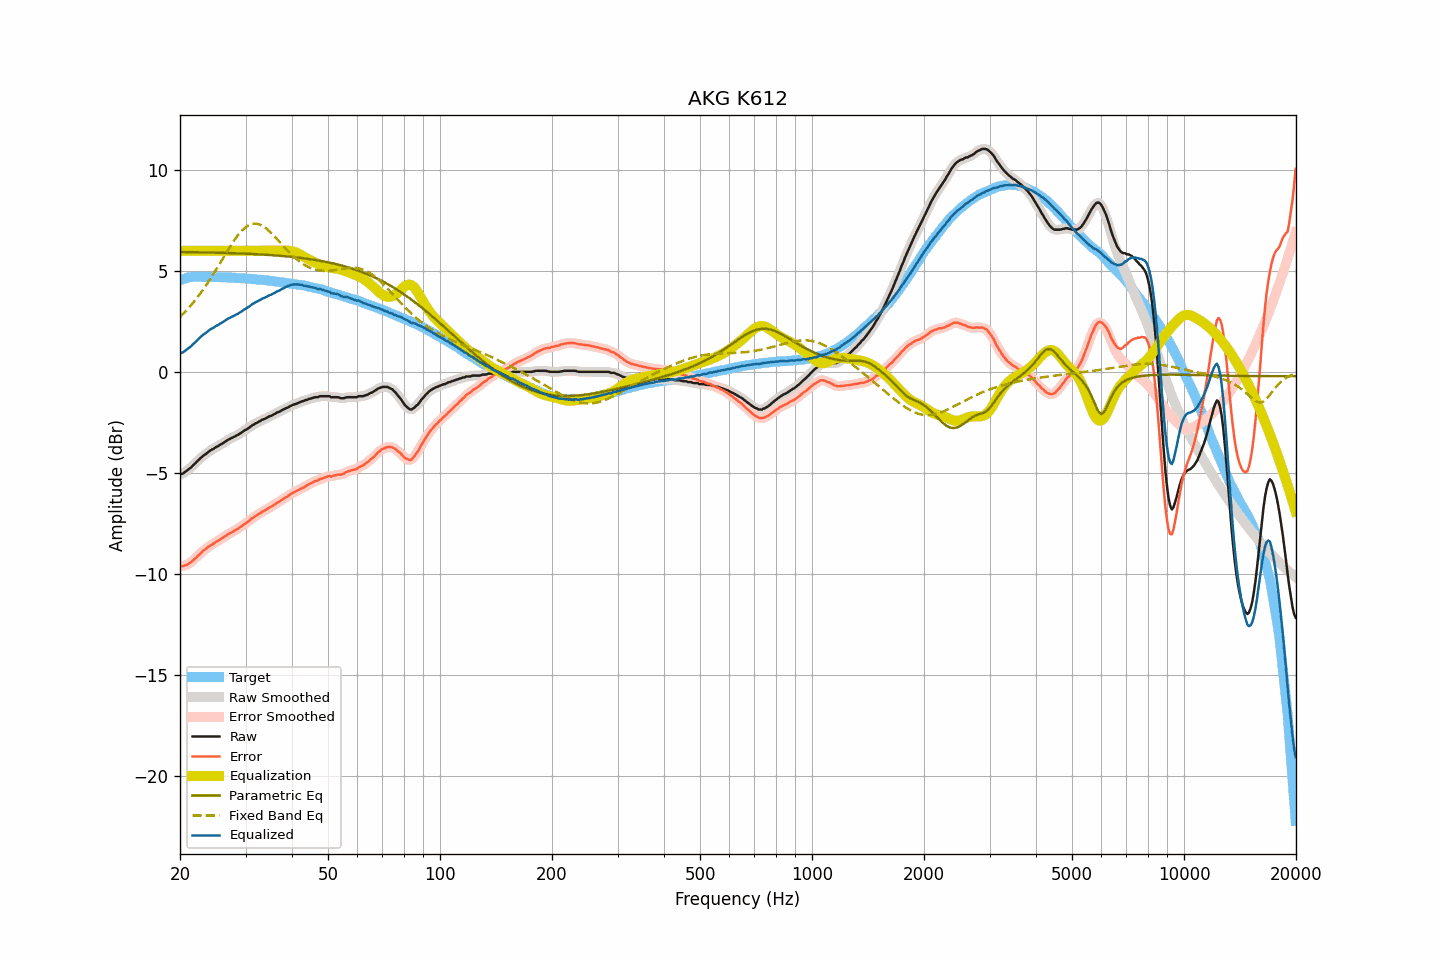 AKG K612
Amplitude (dBr)
10
5
0
−5
−10
−15
−20
Target
Raw Smoothed
Error Smoothed
Raw
Error
Equalization
Parametric Eq
Fixed Band Eq
Equalized
20 50 100 200 500 1000 2000 5000 10000 20000
Frequency (Hz)